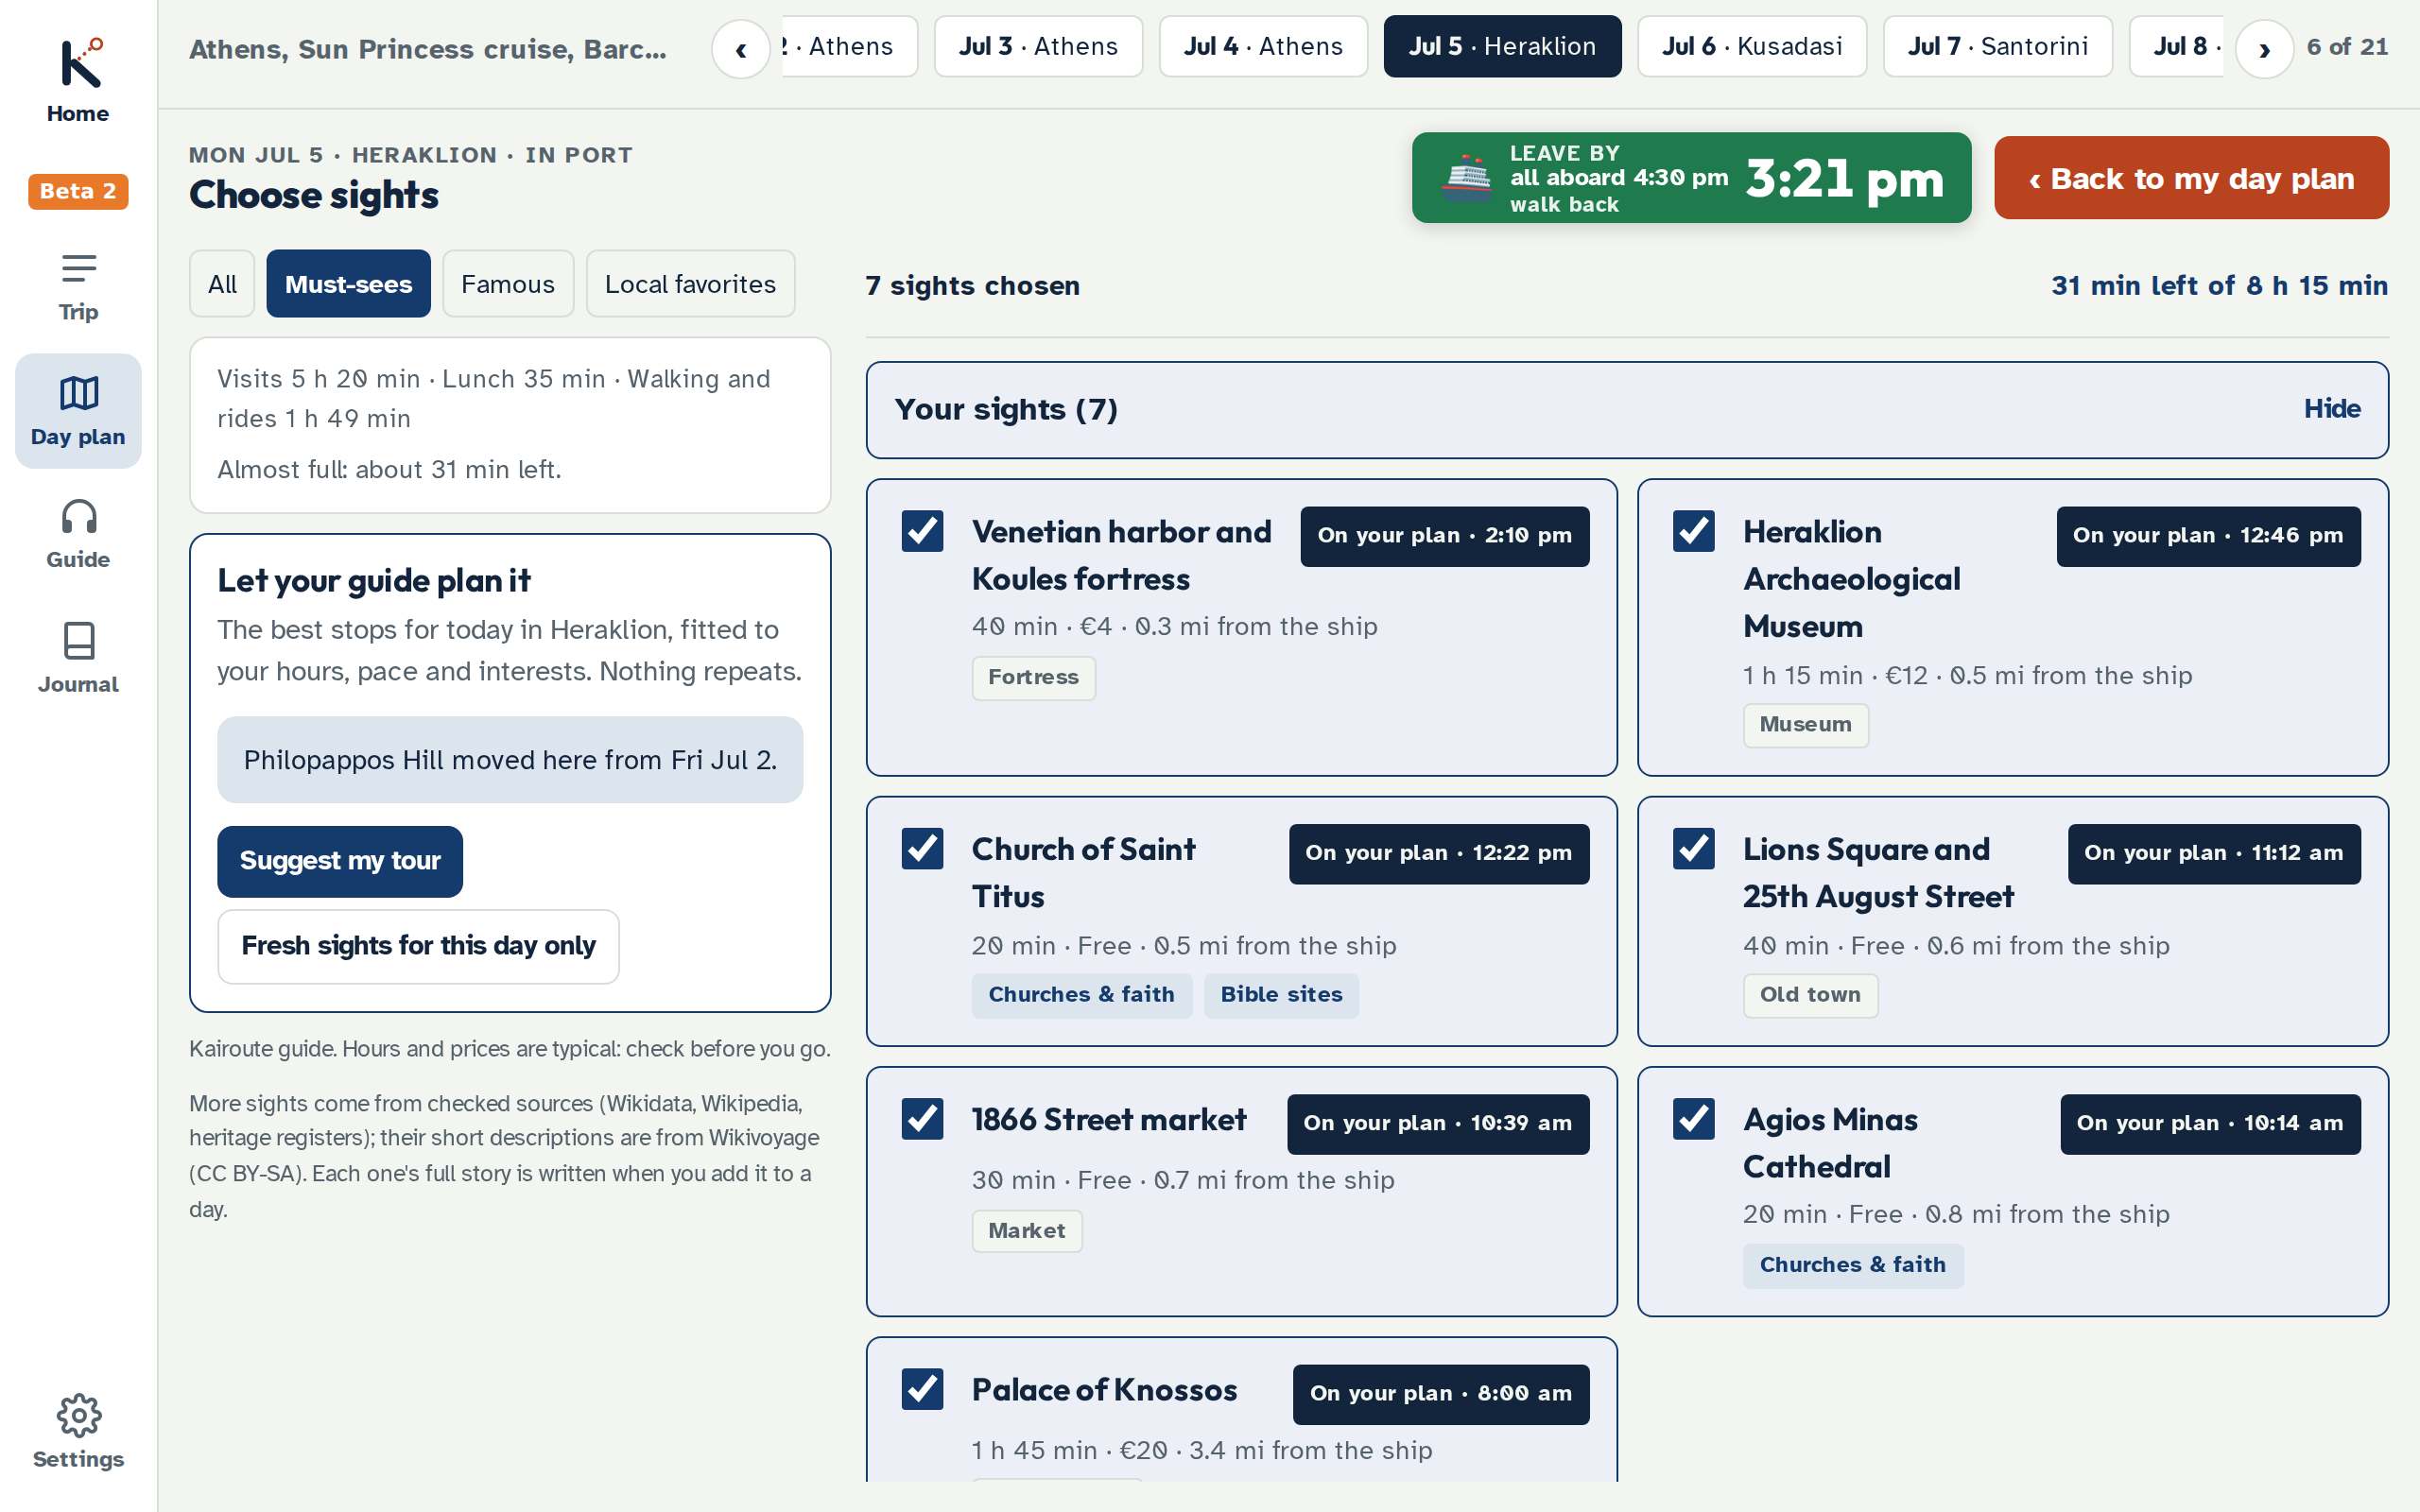 Home
Beta 2
Trip
Day plan
Guide
Journal
Settings
Athens, Sun Princess cruise, Barc...
‹
2 · Athens
Jul 3 · Athens
Jul 4 · Athens
Jul 5 · Heraklion
Jul 6 · Kusadasi
Jul 7 · Santorini
Jul 8 ·
›
6 of 21
MON JUL 5 · HERAKLION · IN PORT
Choose sights
LEAVE BY
all aboard 4:30 pm
walk back
3:21 pm
‹ Back to my day plan
All
Must-sees
Famous
Local favorites
Visits 5 h 20 min · Lunch 35 min · Walking and
rides 1 h 49 min
Almost full: about 31 min left.
Let your guide plan it
The best stops for today in Heraklion, fitted to
your hours, pace and interests. Nothing repeats.
Philopappos Hill moved here from Fri Jul 2.
Suggest my tour
Fresh sights for this day only
Kairoute guide. Hours and prices are typical: check before you go.
More sights come from checked sources (Wikidata, Wikipedia,
heritage registers); their short descriptions are from Wikivoyage
(CC BY-SA). Each one's full story is written when you add it to a
day.
7 sights chosen
31 min left of 8 h 15 min
Your sights (7)
Hide
Venetian harbor and
Koules fortress
On your plan · 2:10 pm
40 min · €4 · 0.3 mi from the ship
Fortress
Heraklion
Archaeological
Museum
On your plan · 12:46 pm
1 h 15 min · €12 · 0.5 mi from the ship
Museum
Church of Saint
Titus
On your plan · 12:22 pm
20 min · Free · 0.5 mi from the ship
Churches & faith
Bible sites
Lions Square and
25th August Street
On your plan · 11:12 am
40 min · Free · 0.6 mi from the ship
Old town
1866 Street market
On your plan · 10:39 am
30 min · Free · 0.7 mi from the ship
Market
Agios Minas
Cathedral
On your plan · 10:14 am
20 min · Free · 0.8 mi from the ship
Churches & faith
Palace of Knossos
On your plan · 8:00 am
1 h 45 min · €20 · 3.4 mi from the ship